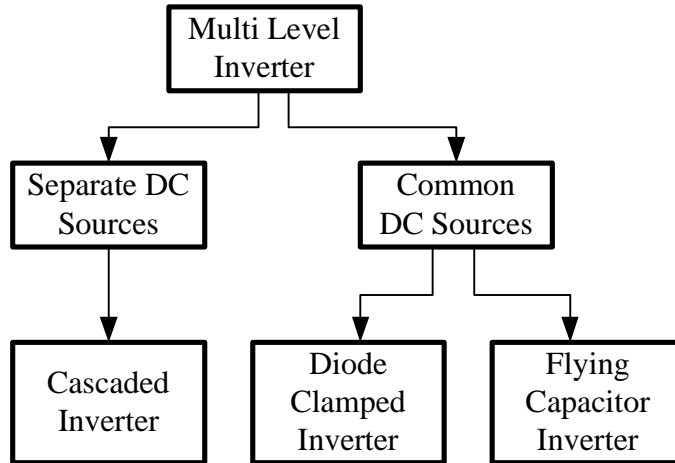 Multi Level
Inverter
Separate DC
Sources
Common
DC Sources
Cascaded
Inverter
Diode
Clamped
Inverter
Flying
Capacitor
Inverter